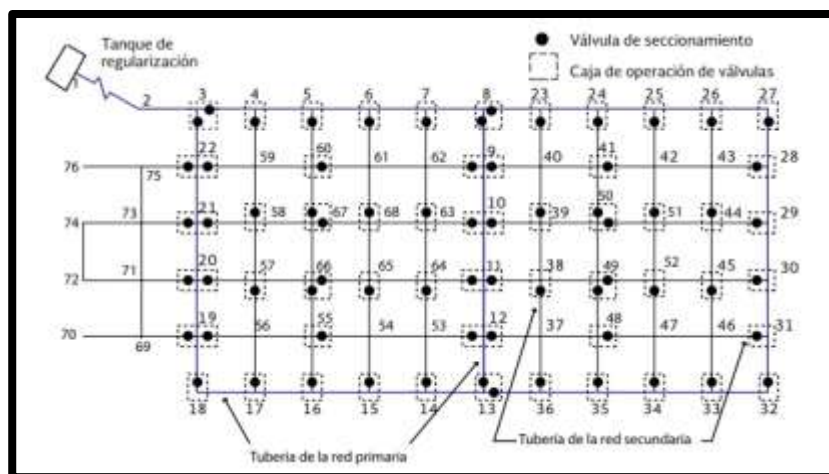 Tanque de
regularización
Válvula de seccionamiento
Caja de operación de válvulas
2 3 4 5 6 7 8 23 24 25 26 27
76 75 22 59 60 61 62 9 40 41 42 43 28
74 73 21 58 67 68 63 10 39 50 51 44 29
72 71 20 57 66 65 64 11 38 49 52 45 30
70 69 19 56 55 54 53 12 37 48 47 46 31
18 17 16 15 14 13 36 35 34 33 32
Tubería de la red primaria
Tubería de la red secundaria